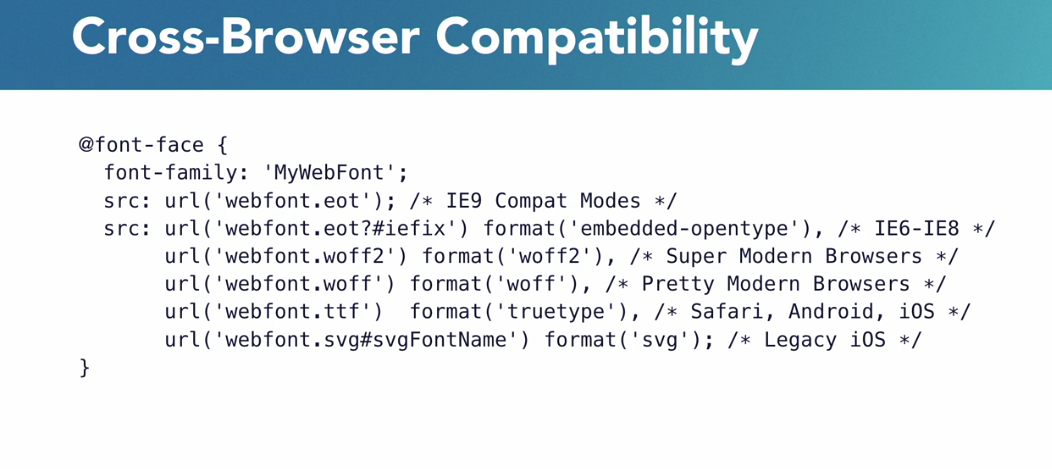 Cross-Browser Compatibility
@font-face {
  font-family: 'MyWebFont';
  src: url('webfont.eot'); /* IE9 Compat Modes */
  src: url('webfont.eot?#iefix') format('embedded-opentype'), /* IE6-IE8 */
       url('webfont.woff2') format('woff2'), /* Super Modern Browsers */
       url('webfont.woff') format('woff'), /* Pretty Modern Browsers */
       url('webfont.ttf')  format('truetype'), /* Safari, Android, iOS */
       url('webfont.svg#svgFontName') format('svg'); /* Legacy iOS */
}